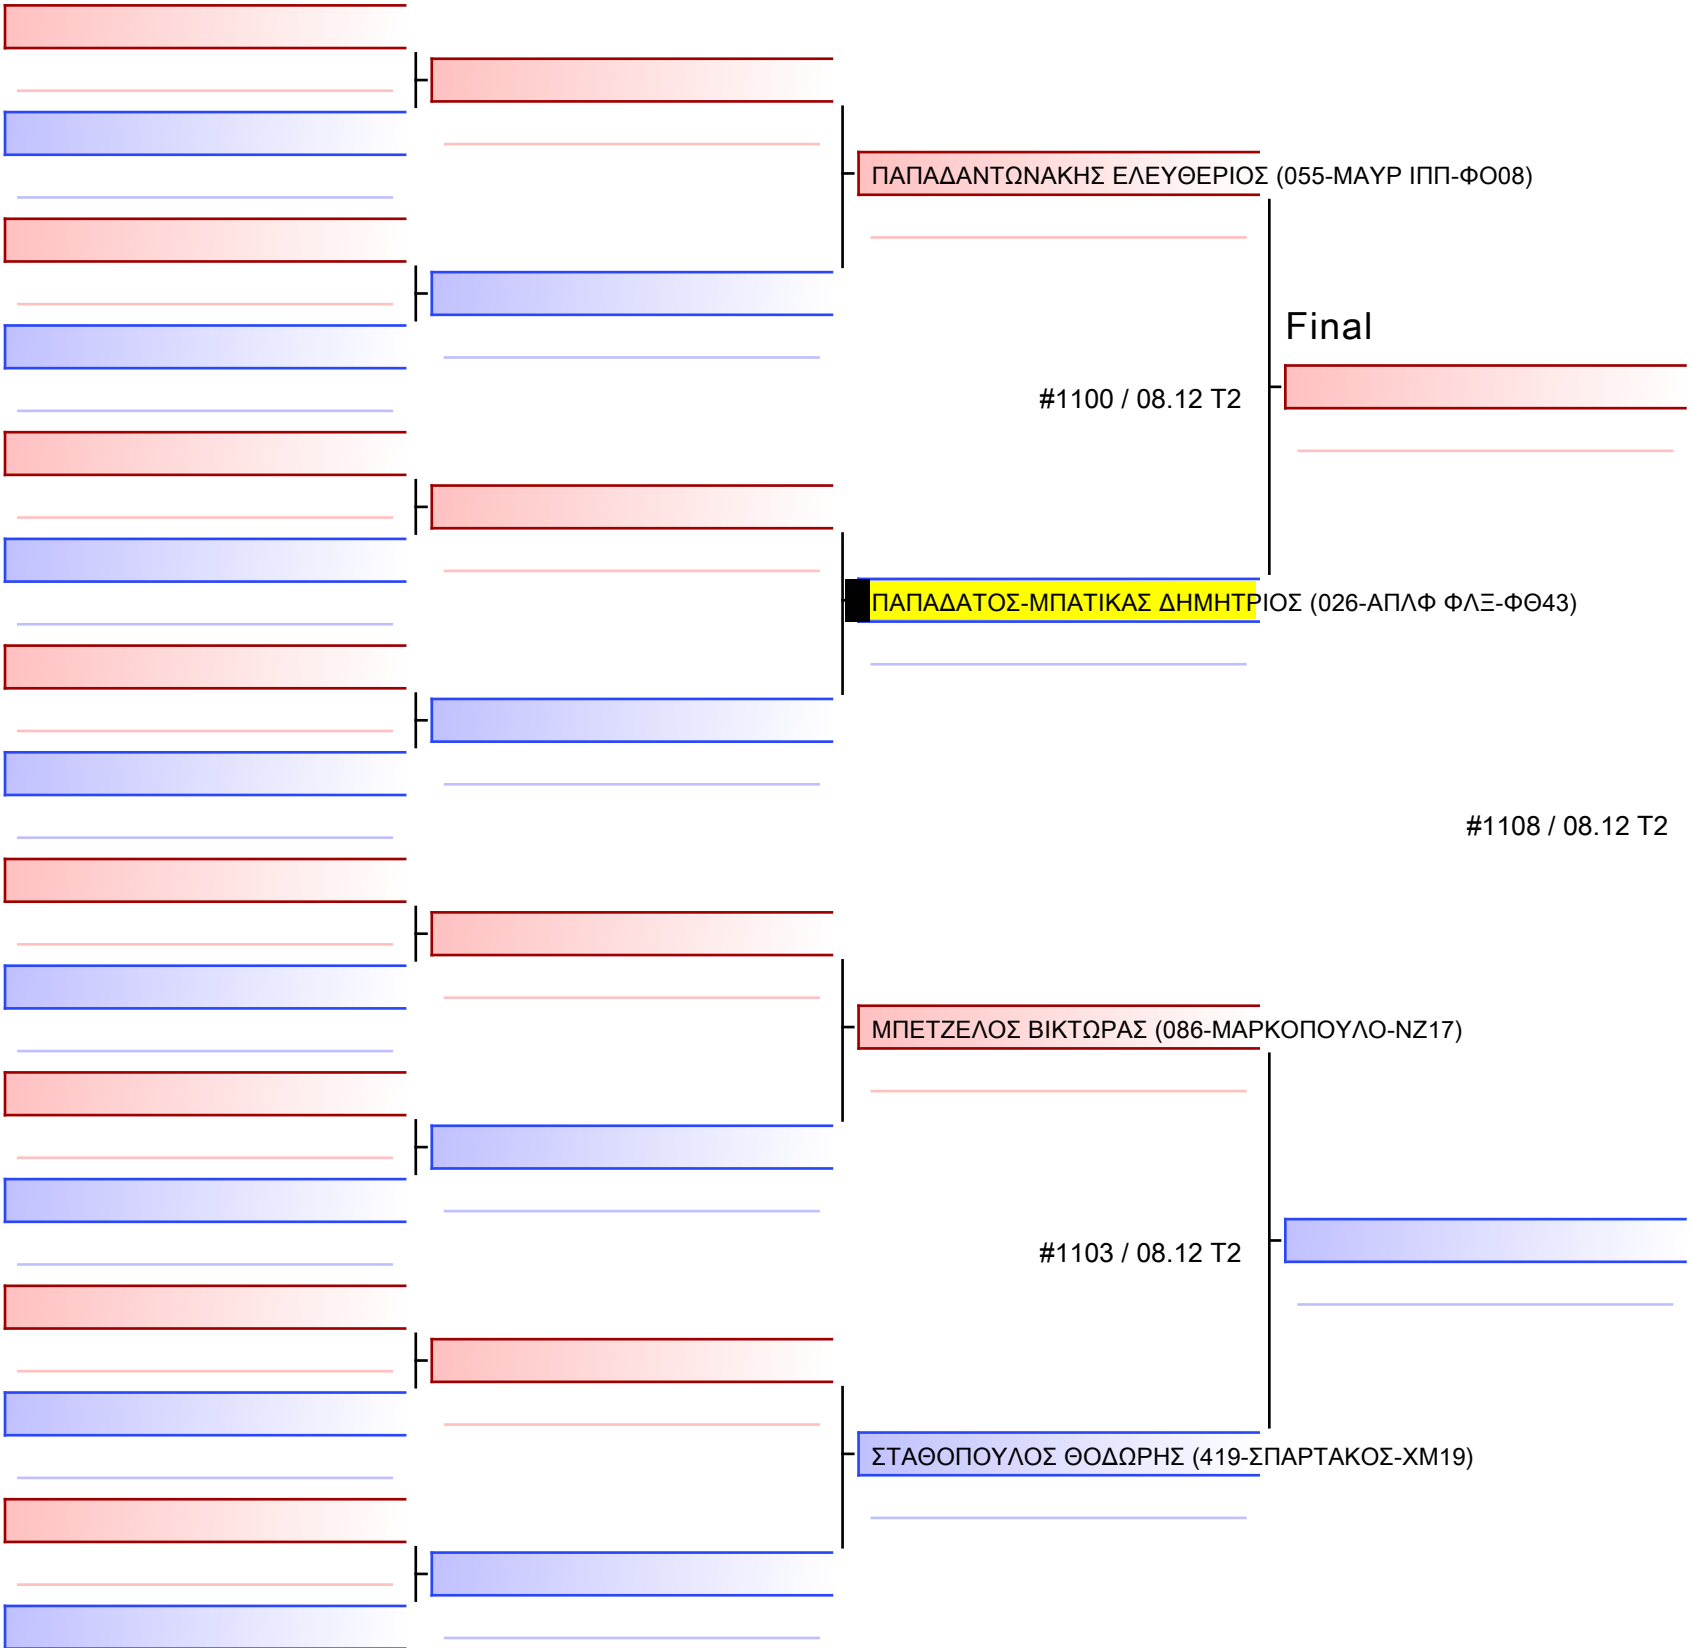 ΠΑΠΑΔΑΝΤΩΝΑΚΗΣ ΕΛΕΥΘΕΡΙΟΣ (055-ΜΑΥΡ ΙΠΠ-ΦΟ08)
Final
#1100 / 08.12 T2
ΠΑΠΑΔΑΤΟΣ-ΜΠΑΤΙΚΑΣ ΔΗΜΗΤΡΙΟΣ (026-ΑΠΛΦ ΦΛΞ-ΦΘ43)
#1108 / 08.12 T2
ΜΠΕΤΖΕΛΟΣ ΒΙΚΤΩΡΑΣ (086-ΜΑΡΚΟΠΟΥΛΟ-ΝΖ17)
#1103 / 08.12 T2
ΣΤΑΘΟΠΟΥΛΟΣ ΘΟΔΩΡΗΣ (419-ΣΠΑΡΤΑΚΟΣ-ΧΜ19)